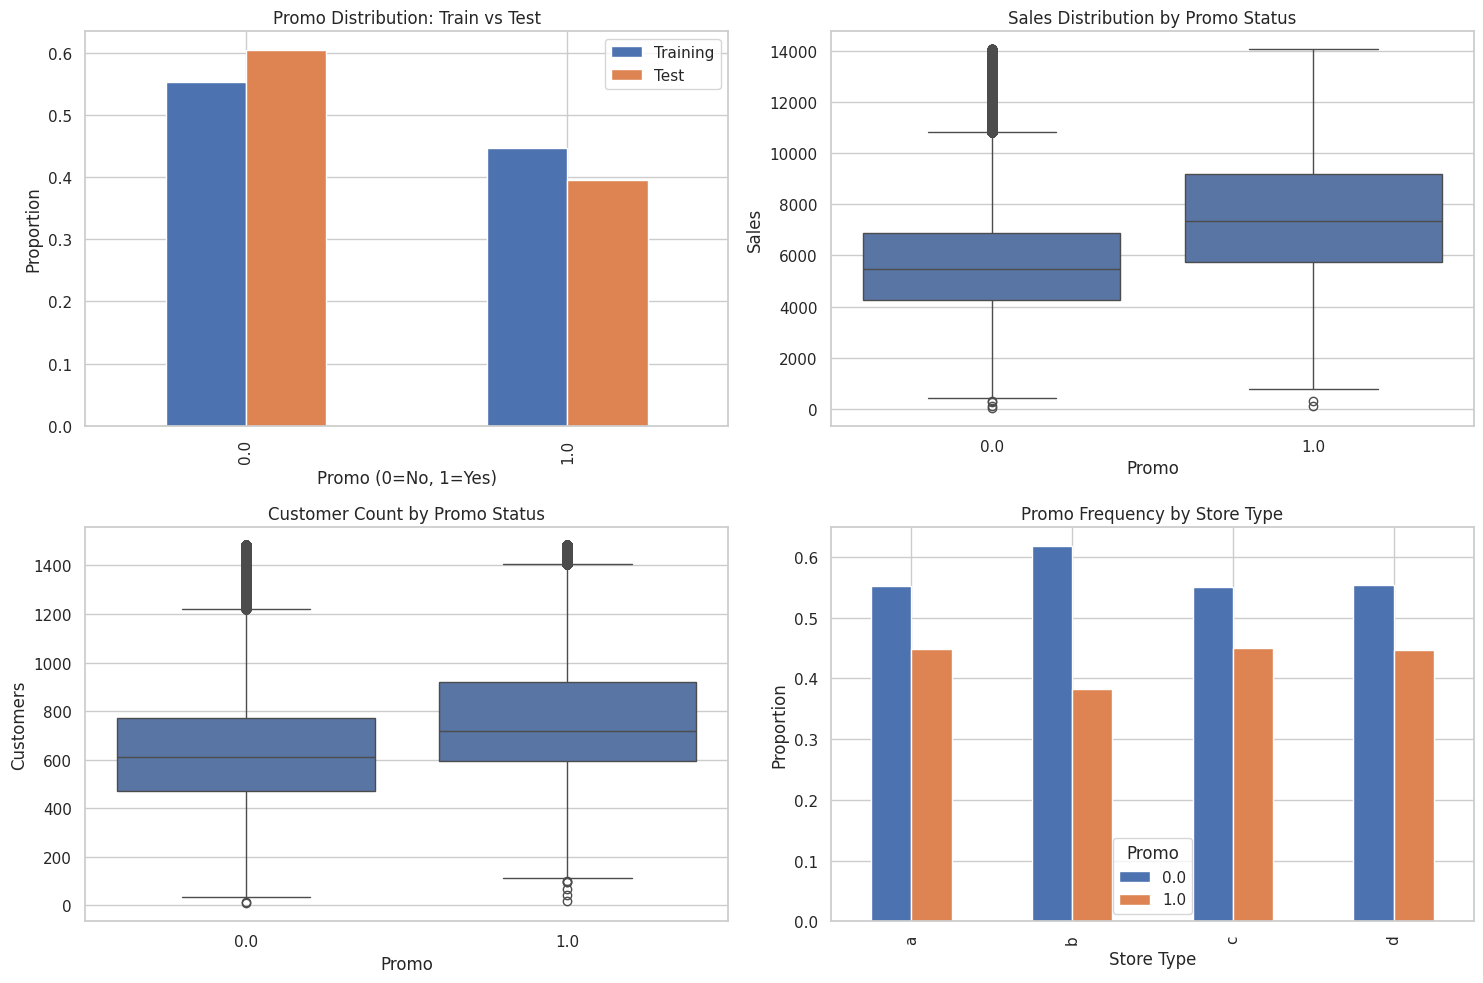 Promo Distribution: Train vs Test
Proportion
0.6
0.5
0.4
0.3
0.2
0.1
0.0
Training
Test
0.0
1.0
Promo (0=No, 1=Yes)
Sales Distribution by Promo Status
Sales
14000
12000
10000
8000
6000
4000
2000
0
0.0
1.0
Promo
Customer Count by Promo Status
Customers
1400
1200
1000
800
600
400
200
0
0.0
1.0
Promo
Promo Frequency by Store Type
Proportion
0.6
0.5
0.4
0.3
0.2
0.1
0.0
Promo
0.0
1.0
a
b
c
d
Store Type